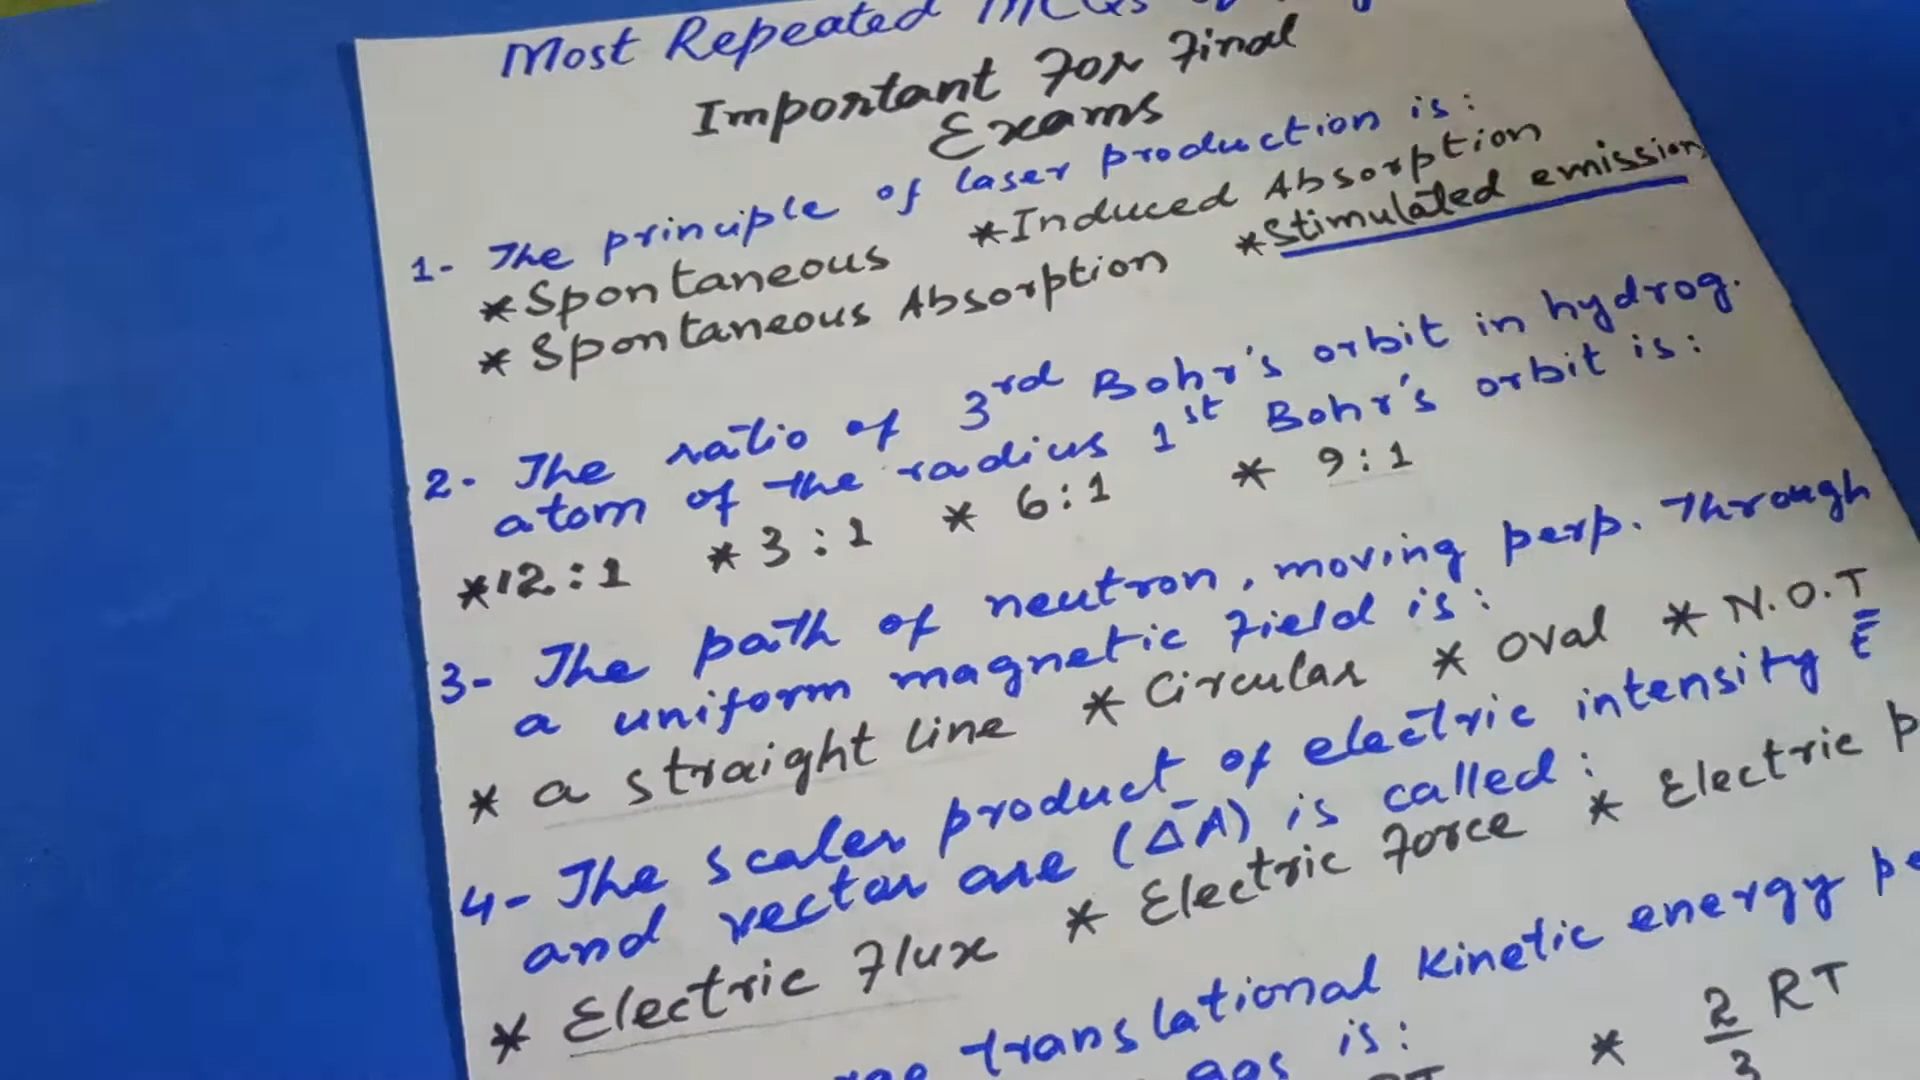 Most Repeated MCQs
Important For Final
Exams
1- The principle of laser production is:
*Spontaneous *Induced Absorption
* Spontaneous Absorption *Stimulated emission
2- The ratio of 3rd Bohr's orbit in hydrog.
atom of the radius 1st Bohr's orbit is:
*12:1 *3:1 * 6:1 * 9:1
3- The path of neutron, moving perp. Through
a uniform magnetic Field is:
* a straight line * Circular * oval * N.O.T
4- The scaler product of electric intensity E̅
and vector are (ΔA̅) is called:
* Electric Flux * Electric Force * Electric
translational Kinetic energy
gas is:
* 2/3 RT